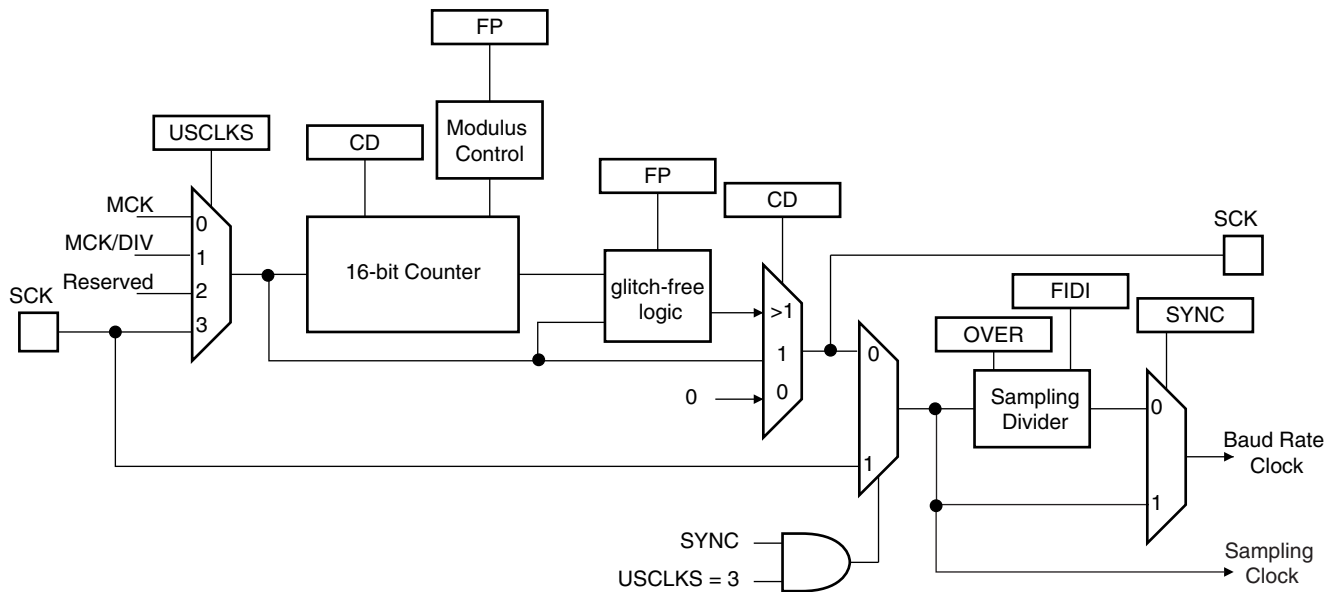 FP
USCLKS
CD
Modulus
Control
FP
CD
MCK
0
SCK
MCK/DIV
1
16-bit Counter
Reserved
2
glitch-free
logic
FIDI
SCK
3
>1
SYNC
OVER
1
0
0
0
Sampling
Divider
0
Baud Rate
Clock
1
1
SYNC
USCLKS = 3
Sampling
Clock